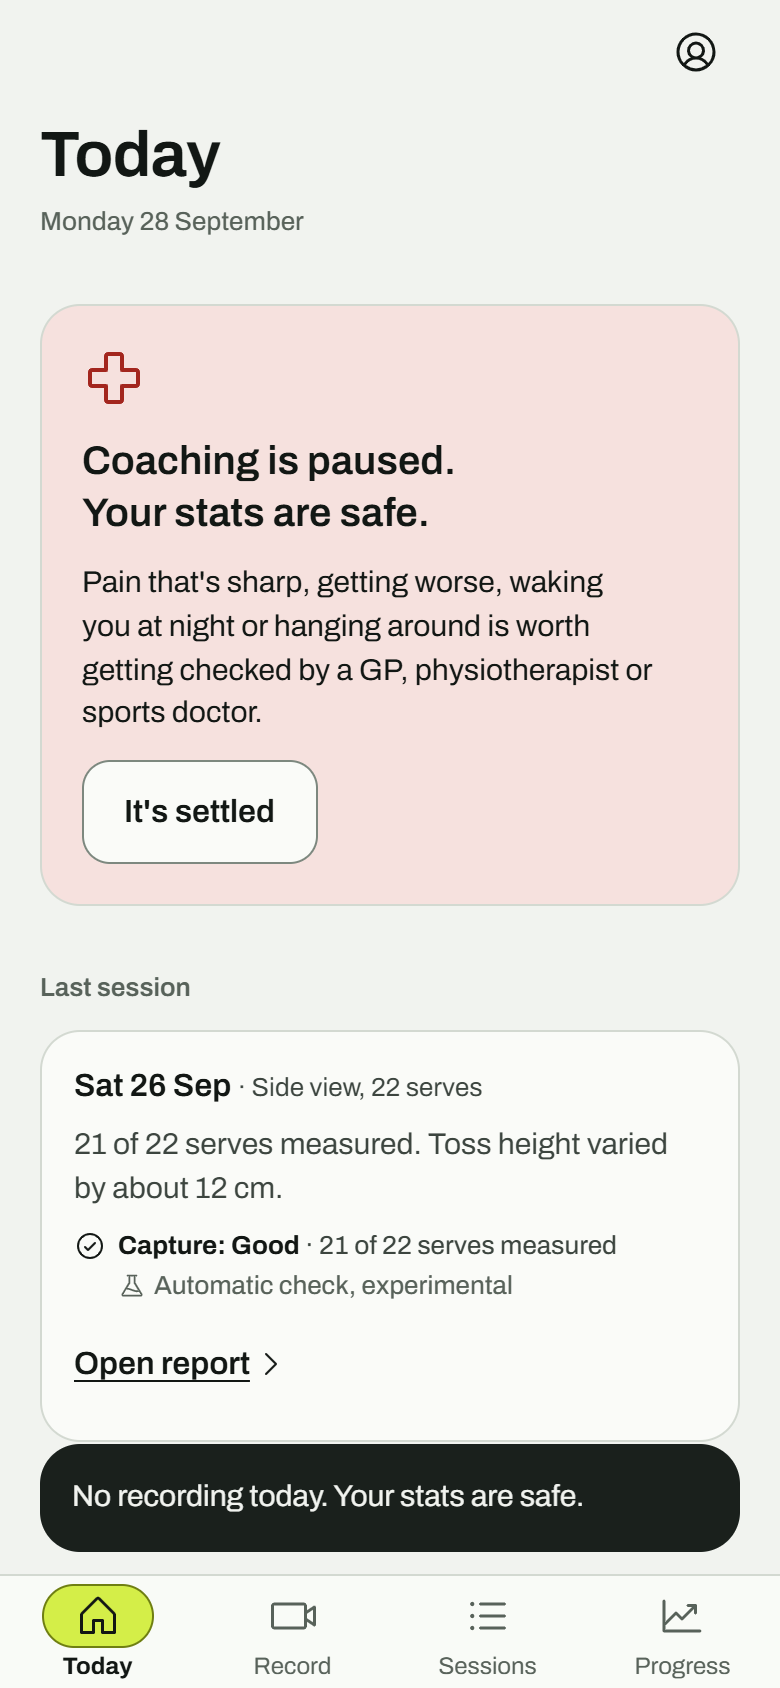 Today
Monday 28 September
Coaching is paused.
Your stats are safe.
Pain that's sharp, getting worse, waking
you at night or hanging around is worth
getting checked by a GP, physiotherapist or
sports doctor.
It's settled
Last session
Sat 26 Sep · Side view, 22 serves
21 of 22 serves measured. Toss height varied
by about 12 cm.
Capture: Good · 21 of 22 serves measured
Automatic check, experimental
Open report
No recording today. Your stats are safe.
Today Record Sessions Progress